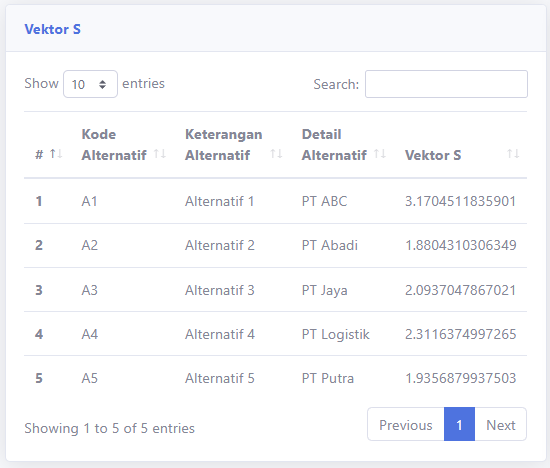 Vektor S
Show 10 entries Search:
# Kode Alternatif Keterangan Alternatif Detail Alternatif Vektor S
1 A1 Alternatif 1 PT ABC 3.1704511835901
2 A2 Alternatif 2 PT Abadi 1.8804310306349
3 A3 Alternatif 3 PT Jaya 2.0937047867021
4 A4 Alternatif 4 PT Logistik 2.3116374997265
5 A5 Alternatif 5 PT Putra 1.9356879937503
Showing 1 to 5 of 5 entries Previous 1 Next